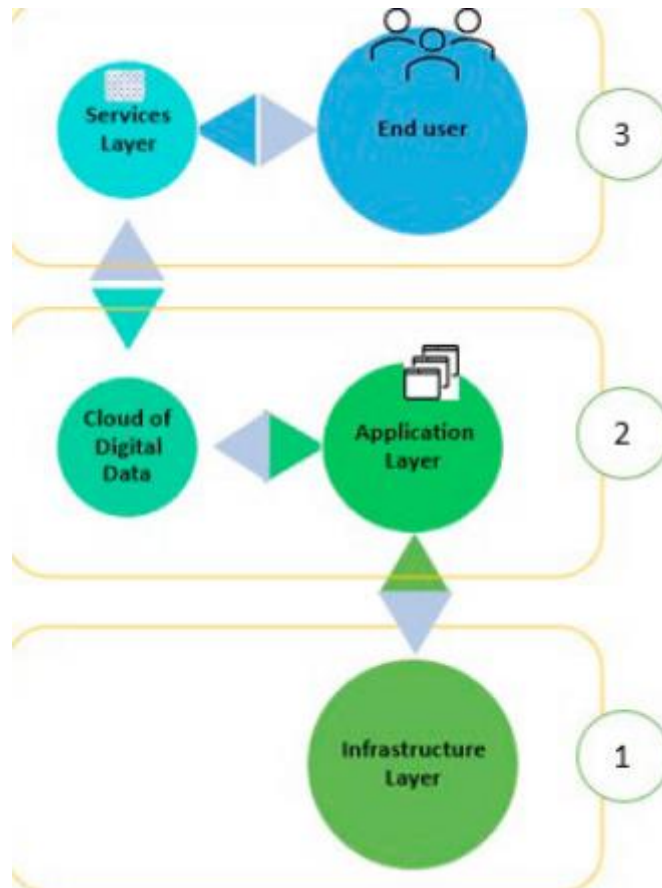 Services
Layer
End user
3
Cloud of
Digital
Data
Application
Layer
2
Infrastructure
Layer
1